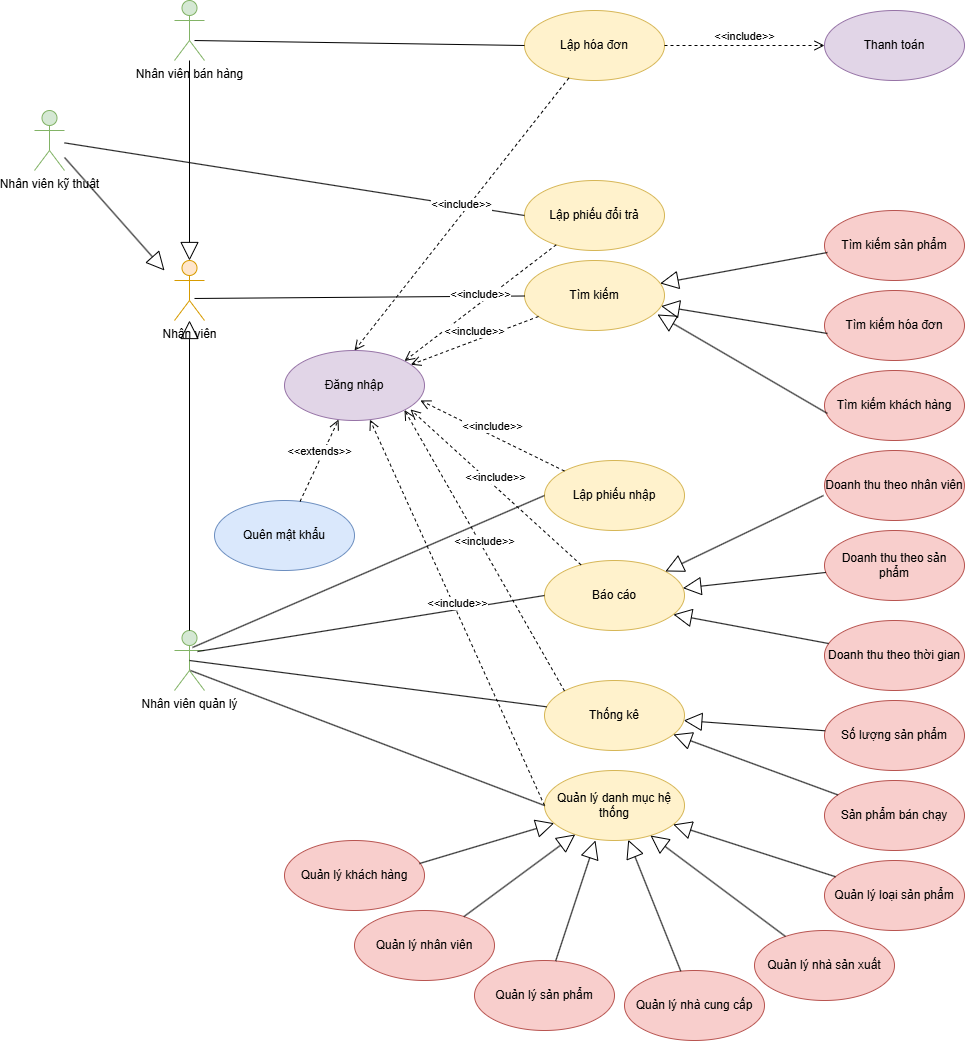 Lập hóa đơn
<<include>>
Thanh toán
Nhân viên bán hàng
Nhân viên kỹ thuật
<<include>>
Lập phiếu đổi trả
Tìm kiếm sản phẩm
<<include>>
Tìm kiếm
Nhân viên
<<include>>
Tìm kiếm hóa đơn
Đăng nhập
Tìm kiếm khách hàng
<<include>>
<<extends>>
<<include>>
Lập phiếu nhập
Doanh thu theo nhân viên
Quên mật khẩu
<<include>>
Doanh thu theo sản
phẩm
<<include>>
Báo cáo
Doanh thu theo thời gian
Nhân viên quản lý
Thống kê
Số lượng sản phẩm
Quản lý danh mục hệ
thống
Sản phẩm bán chạy
Quản lý khách hàng
Quản lý loại sản phẩm
Quản lý nhân viên
Quản lý nhà sản xuất
Quản lý sản phẩm
Quản lý nhà cung cấp